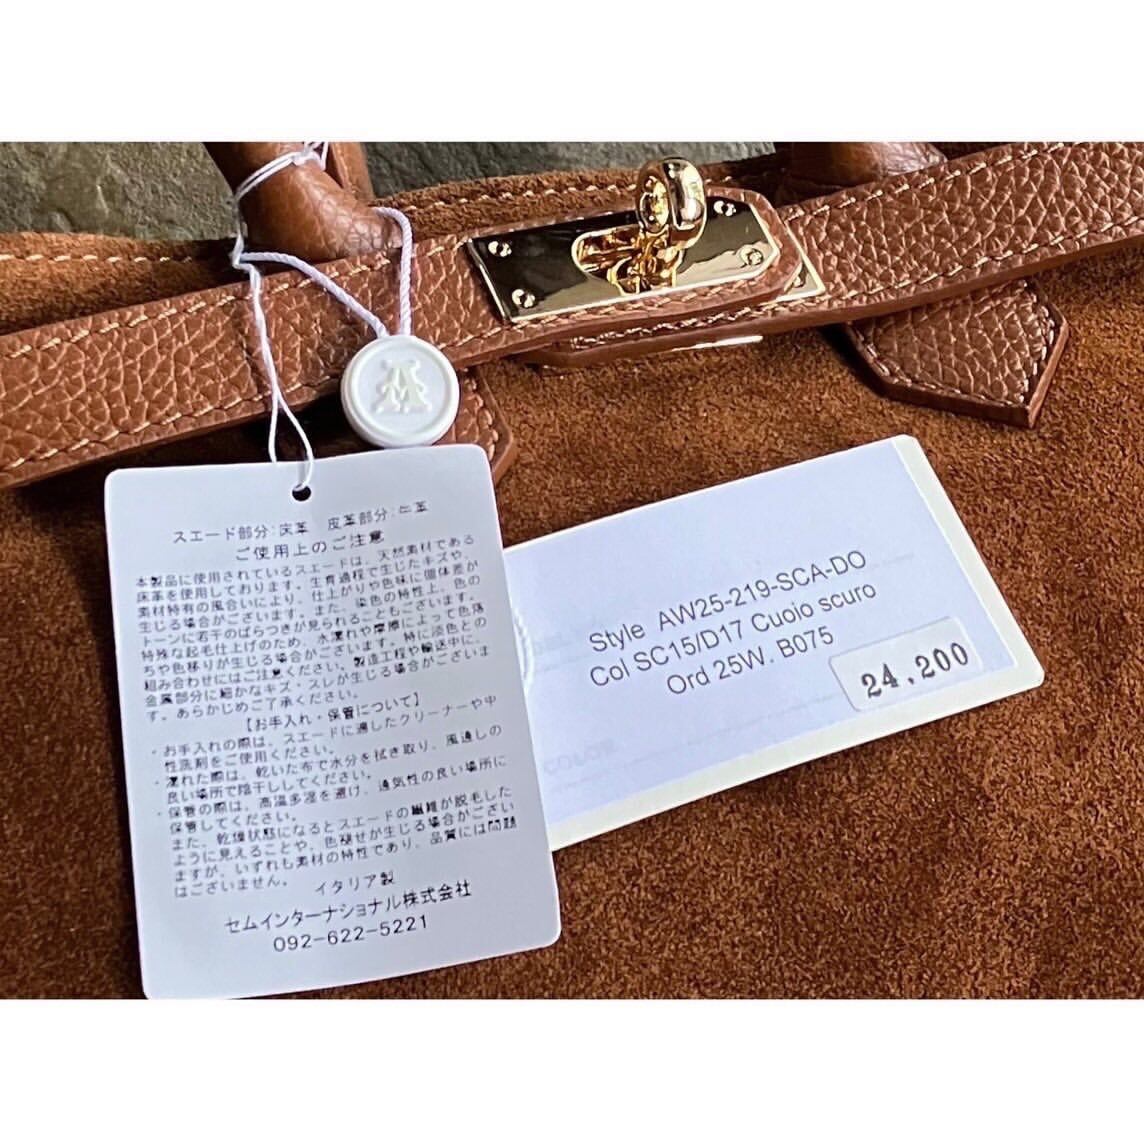 A
スエード部分:床革 皮革部分:牛革
ご使用上のご注意
本製品に使用されているスエードは、天然素材である
床革を使用しております。生育過程で生じたキズや、
素材特有の風合いにより、仕上がりや色味に個体差が
生じる場合がございます。また、染色の特性上、色の
トーンに若干のばらつきが見られることもございます。
特殊な起毛仕上げのため、水濡れや摩擦によって色落
ちや色移りが生じる場合がございます。特に淡色との
組み合わせにはご注意ください。製造工程や輸送中に、
金属部分に細かなキズ・スレが生じる場合がございま
す。あらかじめご了承ください。
【お手入れ・保管について】
・お手入れの際は、スエードに適したクリーナーや中
性洗剤をご使用ください。
・濡れた際は、乾いた布で水分を拭き取り、風通しの
良い場所で陰干ししてください。
・保管の際は、高温多湿を避け、通気性の良い場所に
保管してください。
また、乾燥状態になるとスエードの繊維が脱毛した
ように見えることや、色褪せが生じる場合がござい
ますが、いずれも素材の特性であり、品質には問題
はございません。
イタリア製
セムインターナショナル株式会社
092-622-5221
Style AW25-219-SCA-DO
Col SC15/D17 Cuoio scuro
Ord 25W. B075
24,200
COLOR